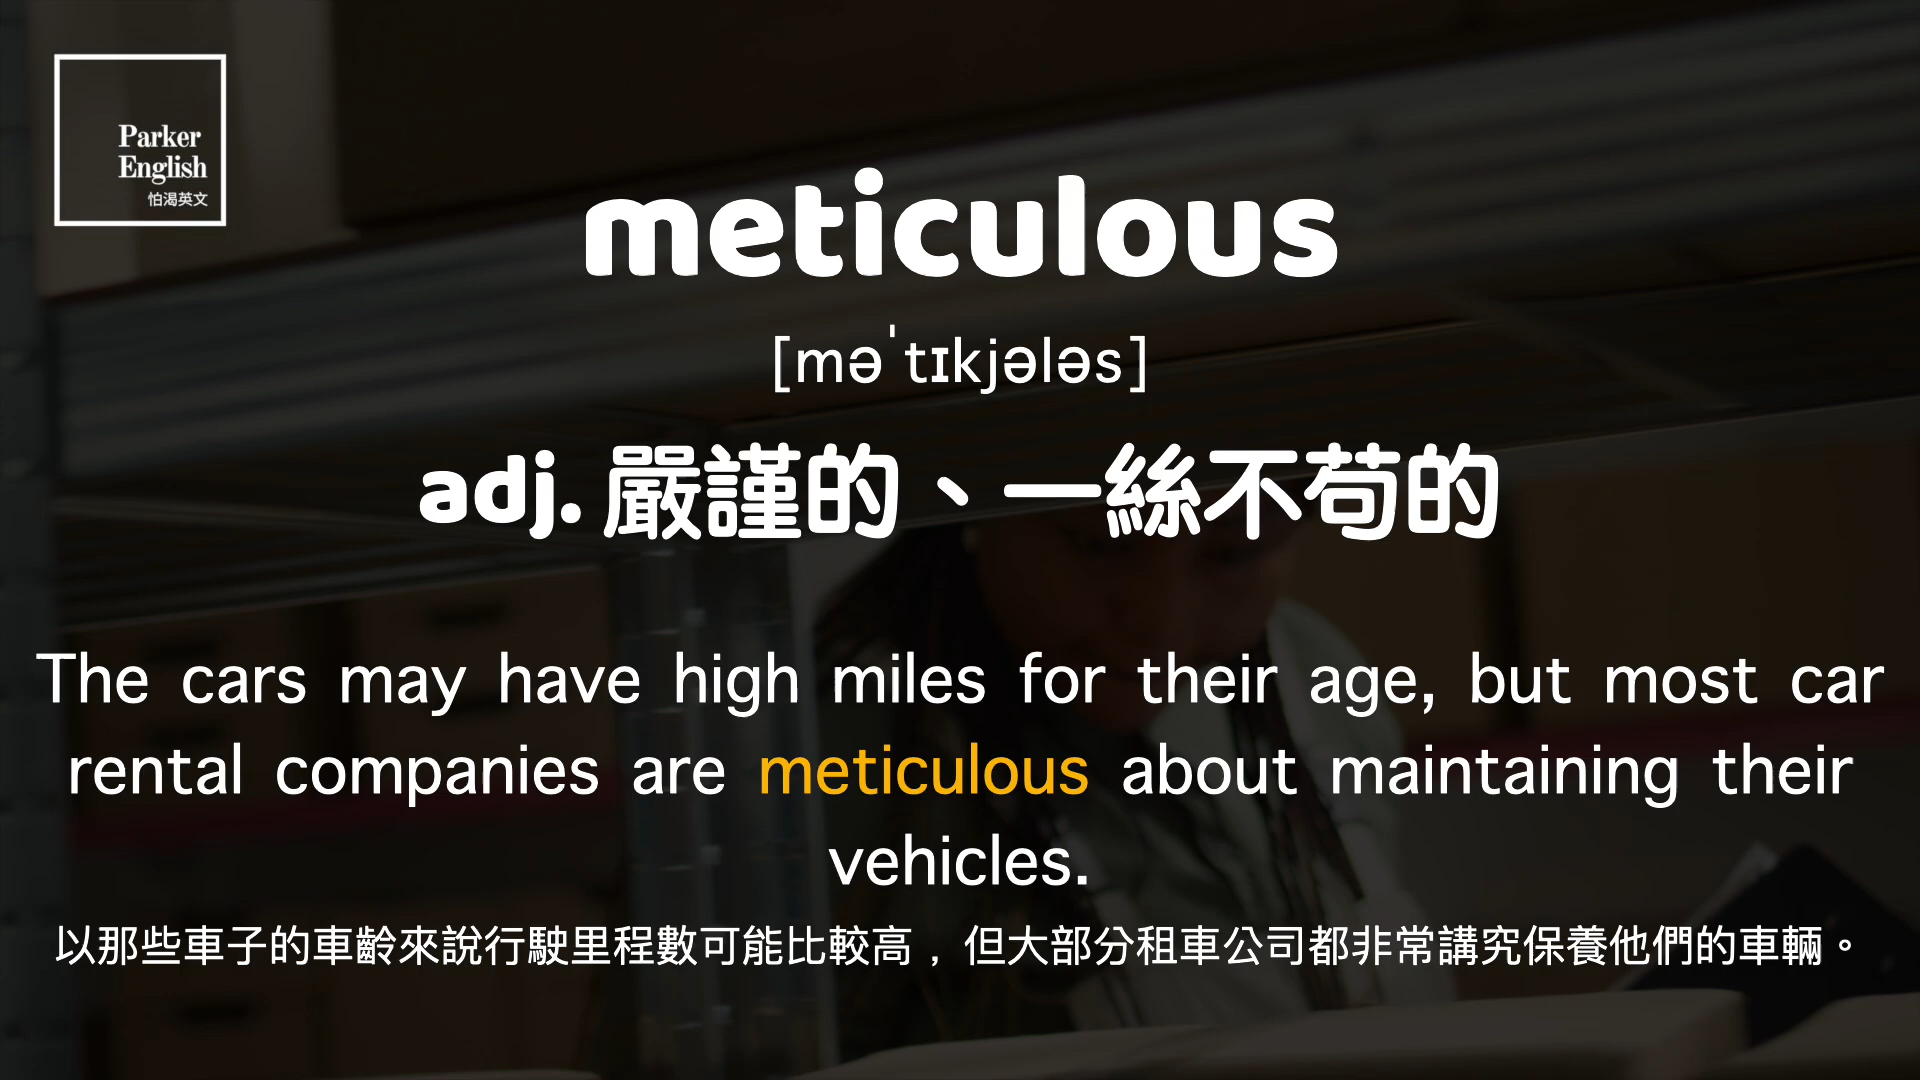 Parker
English
怕渴英文
meticulous
[məˈtɪkjələs]
adj. 嚴謹的、一絲不苟的
The cars may have high miles for their age, but most car
rental companies are meticulous about maintaining their
vehicles.
以那些車子的車齡來說行駛里程數可能比較高，但大部分租車公司都非常講究保養他們的車輛。